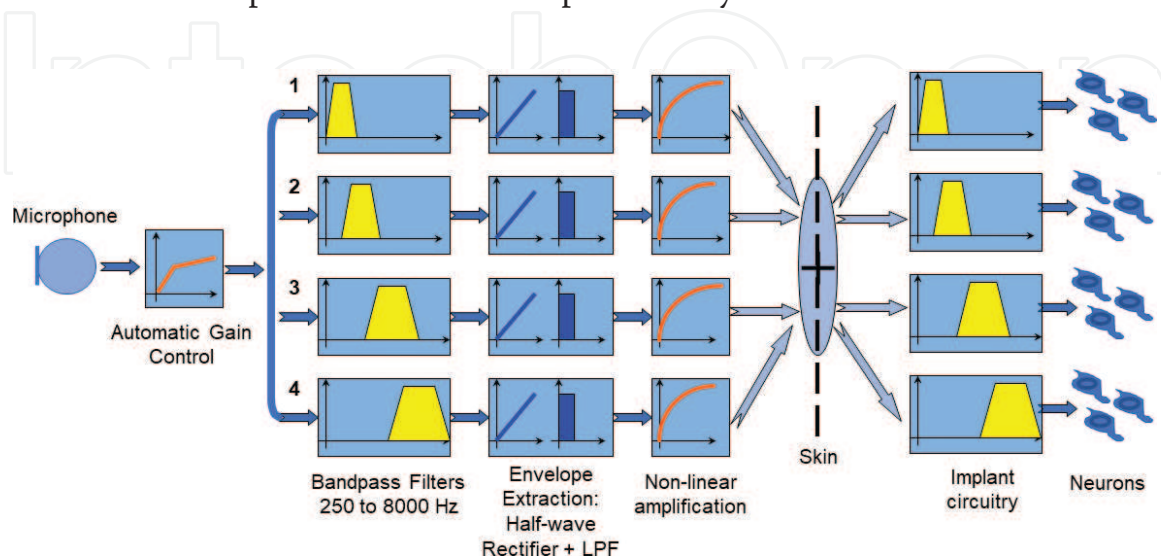 1
2
3
4
Microphone
Automatic Gain
Control
Bandpass Filters
250 to 8000 Hz
Envelope
Extraction:
Half-wave
Rectifier + LPF
Non-linear
amplification
Skin
Implant
circuitry
Neurons